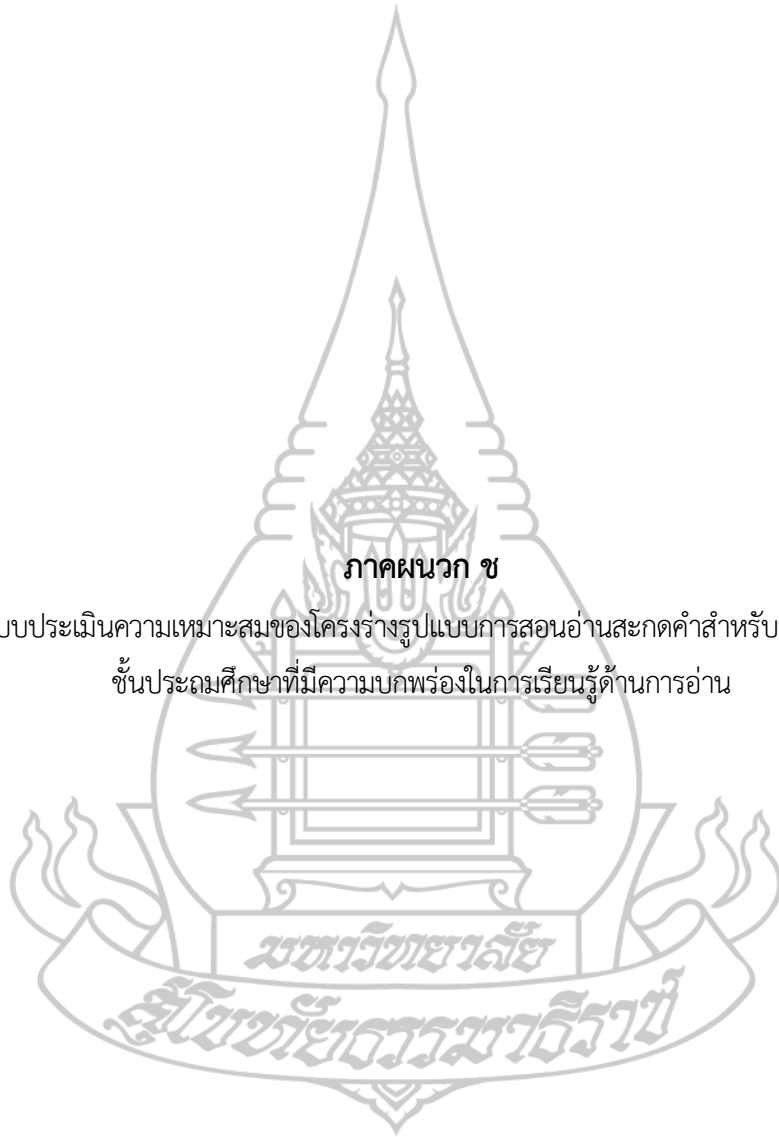 ภาคผนวก ช
บบประเมินความเหมาะสมของโครงร่างรูปแบบการสอนอ่านสะกดคำสำหรับ
ชั้นประถมศึกษาที่มีความบกพร่องในการเรียนรู้ด้านการอ่าน
มหาวิทยาลัย
สุโขทัยธรรมาธิราช